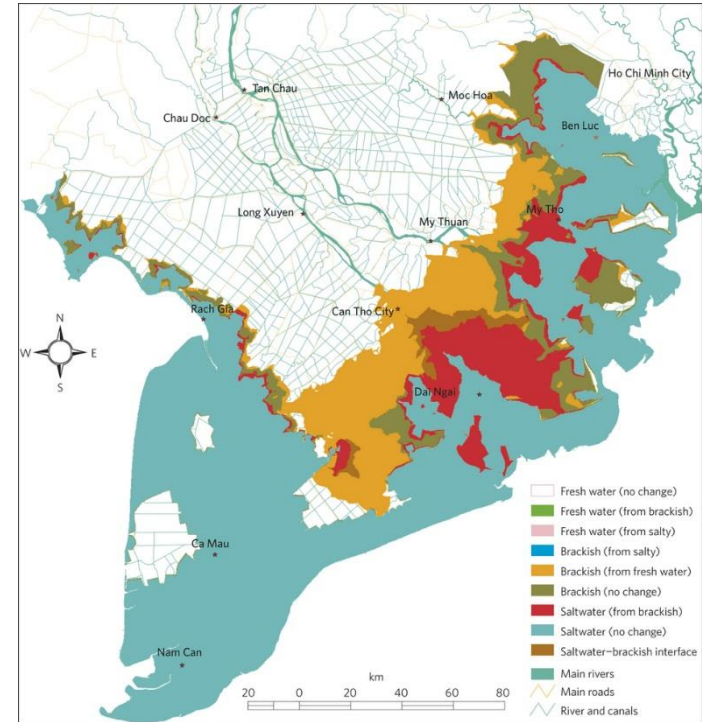 Ho Chi Minh City
Tan Chau
Moc Hoa
Chau Doc
Ben Luc
Long Xuyen
My Tho
My Thuan
Rach Gia
Can Tho City
N
W E
S
Dai Ngai
Ca Mau
Nam Can
Fresh water (no change)
Fresh water (from brackish)
Fresh water (from salty)
Brackish (from salty)
Brackish (from fresh water)
Brackish (no change)
Saltwater (from brackish)
Saltwater (no change)
Saltwater–brackish interface
Main rivers
Main roads
River and canals
km
20 0 20 40 60 80